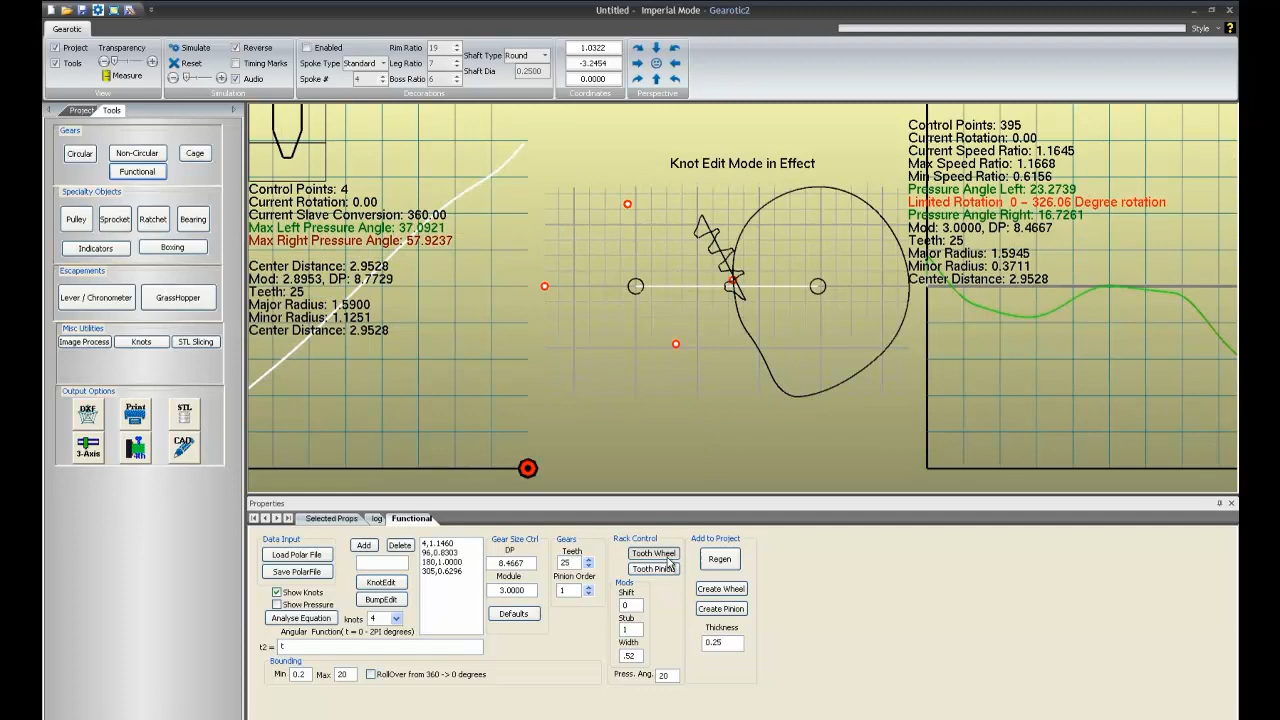 Untitled - Imperial Mode - Gearotic2
Gearotic
Style
Project
Transparency
Tools
Measure
View
Simulate
Reverse
Reset
Timing Marks
Audio
Simulation
Enabled
Rim Ratio 19
Spoke Type Standard
Leg Ratio 7
Spoke # 4
Boss Ratio 6
Shaft Type Round
Shaft Dia 0.2500
Decorations
1.0322
-3.2454
0.0000
Coordinates
Perspective
Project
Tools
Gears
Circular
Non-Circular
Cage
Functional
Specialty Objects
Pulley
Sprocket
Ratchet
Bearing
Indicators
Boxing
Escapements
Lever / Chronometer
GrassHopper
Misc Utilities
Image Process
Knots
STL Slicing
Output Options
DXF
Print
STL
3-Axis
4th
CAD
Control Points: 4
Current Rotation: 0.00
Current Slave Conversion: 360.00
Max Left Pressure Angle: 37.0921
Max Right Pressure Angle: 57.9237
Center Distance: 2.9528
Mod: 2.8953, DP: 8.7729
Teeth: 25
Major Radius: 1.5900
Minor Radius: 1.1251
Center Distance: 2.9528
Knot Edit Mode in Effect
Control Points: 395
Current Rotation: 0.00
Current Speed Ratio: 1.1645
Max Speed Ratio: 1.1668
Min Speed Ratio: 0.6156
Pressure Angle Left: 23.2739
Limited Rotation 0 - 326.06 Degree rotation
Pressure Angle Right: 16.7261
Mod: 3.0000, DP: 8.4667
Teeth: 25
Major Radius: 1.5945
Minor Radius: 0.3711
Center Distance: 2.9528
Properties
Selected Props
log
Functional
Data Input
Load Polar File
Save PolarFile
Show Knots
Show Pressure
Analyse Equation
knots 4
Angular Function( t = 0 - 2PI degrees)
t2 = t
Bounding
Min 0.2 Max 20
RollOver from 360 -> 0 degrees
Add
Delete
KnotEdit
BumpEdit
4,1.1460
96,0.8303
180,1.0000
305,0.6296
Gear Size Ctrl
DP
8.4667
Module
3.0000
Defaults
Gears
Teeth
25
Pinion Order
1
Rack Control
Tooth Wheel
Tooth Pinion
Mods
Shift
0
Stub
1
Width
.52
Press. Ang. 20
Add to Project
Regen
Create Wheel
Create Pinion
Thickness
0.25